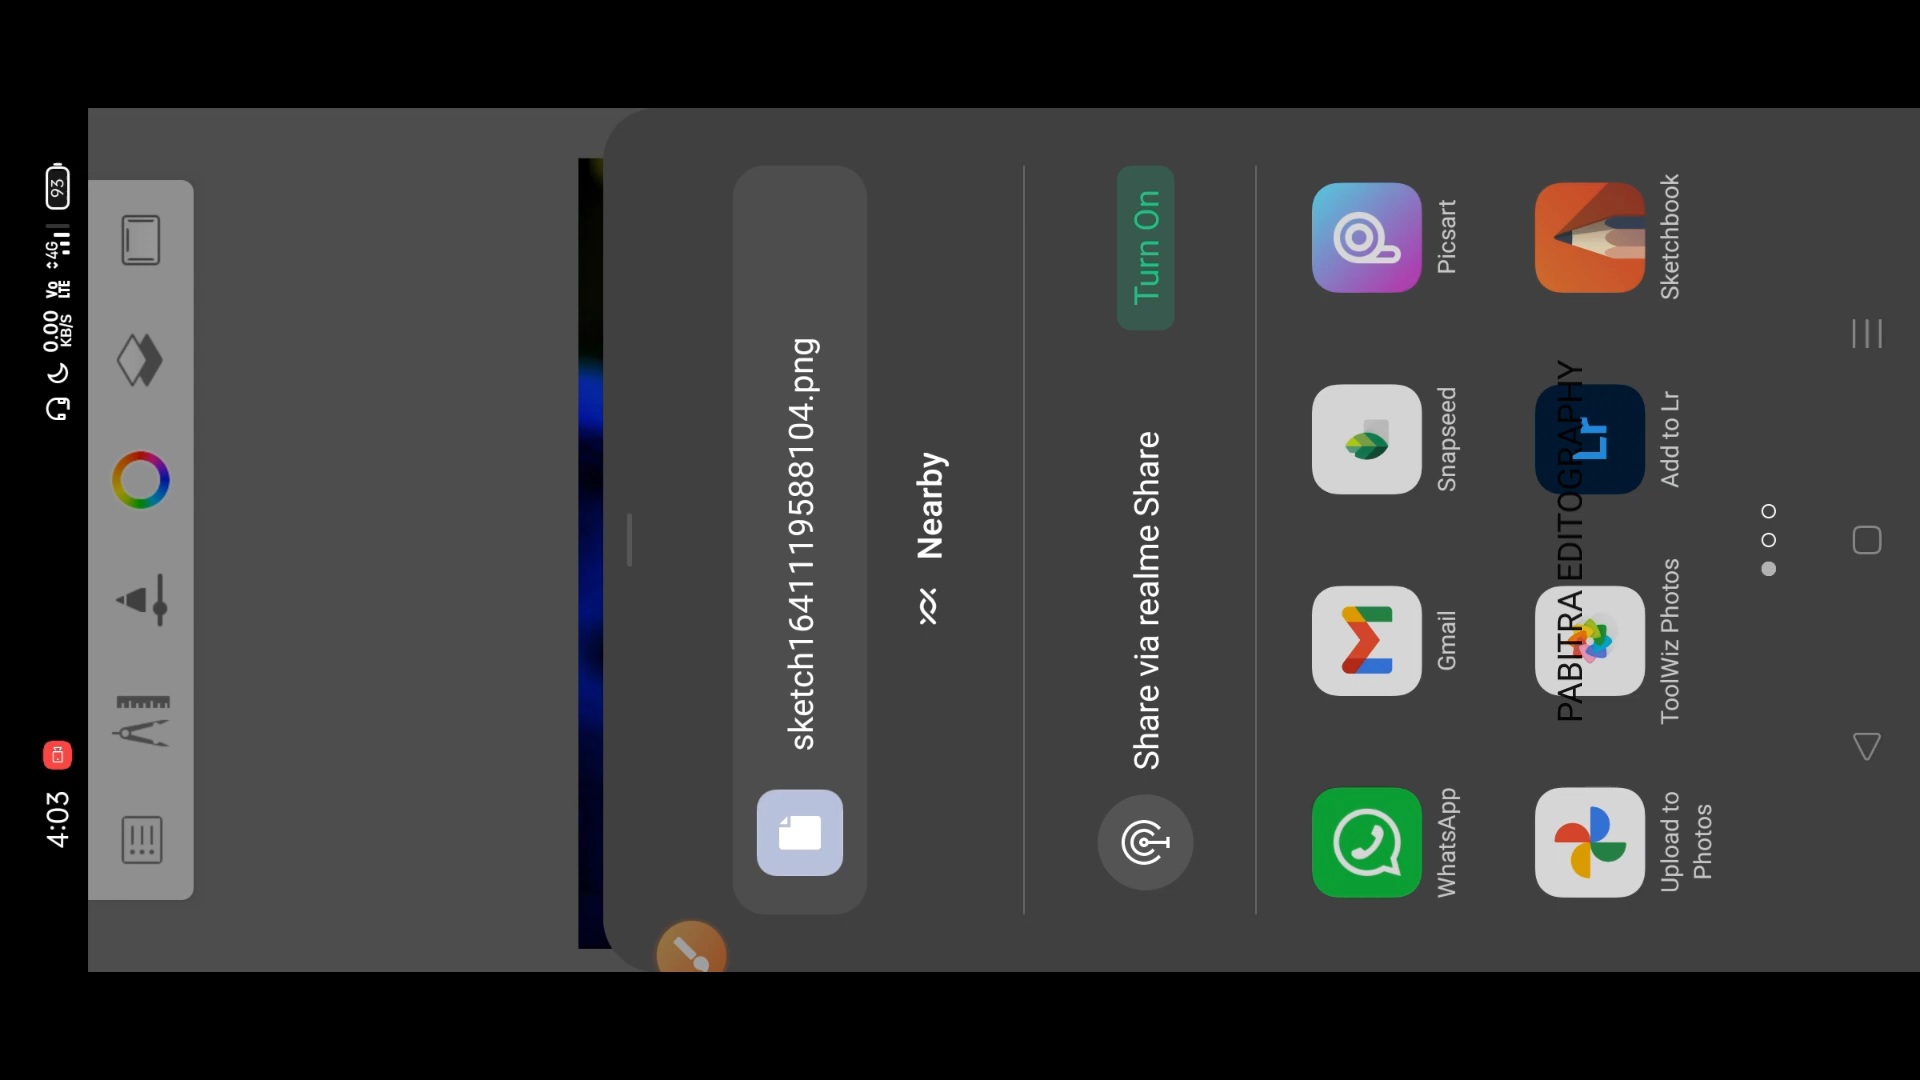 4:03
0.00 KB/S Vo LTE 4G 93
sketch1641119588104.png
Nearby
Share via realme Share
Turn On
WhatsApp
Gmail
Snapseed
Picsart
PABITRA EDITOGRAPHY
Lr
Upload to Photos
ToolWiz Photos
Add to Lr
Sketchbook